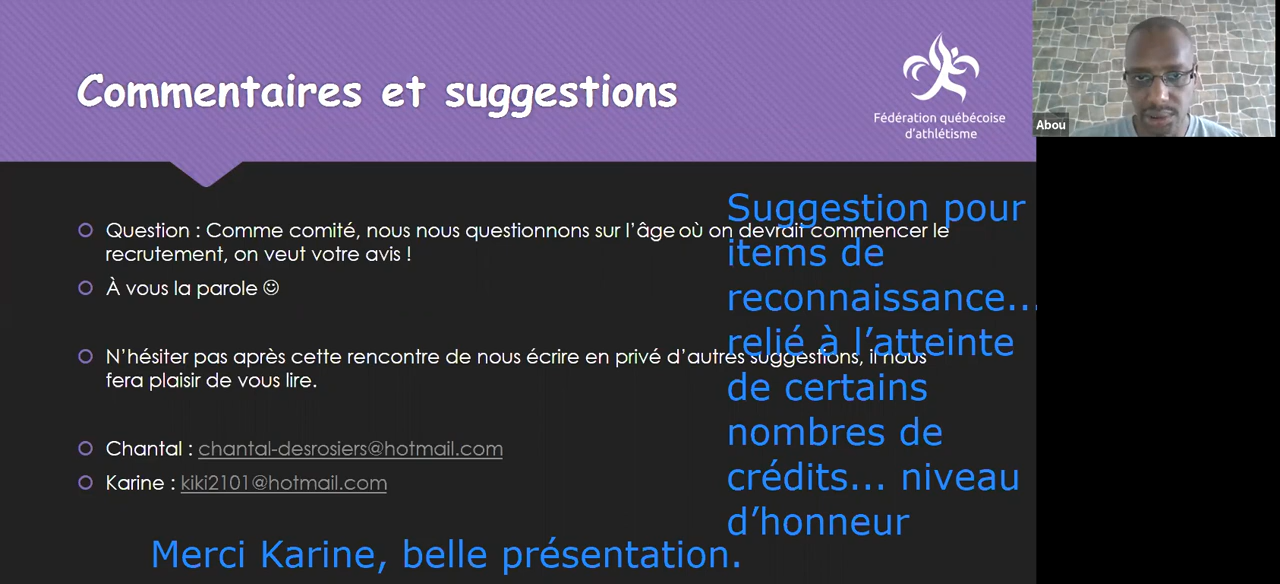 Commentaires et suggestions
Fédération québécoise
d'athlétisme
Abou
Question : Comme comité, nous nous questionnons sur l'âge où on devrait commencer le
recrutement, on veut votre avis !
À vous la parole ☺
N'hésiter pas après cette rencontre de nous écrire en privé d'autres suggestions, il nous
fera plaisir de vous lire.
Chantal : chantal-desrosiers@hotmail.com
Karine : kiki2101@hotmail.com
Suggestion pour
items de
reconnaissance...
relié à l'atteinte
de certains
nombres de
crédits... niveau
d'honneur
Merci Karine, belle présentation.